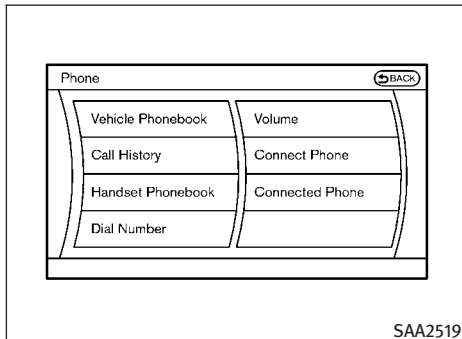 Phone
BACK
Vehicle Phonebook
Call History
Handset Phonebook
Dial Number
Volume
Connect Phone
Connected Phone
SAA2519